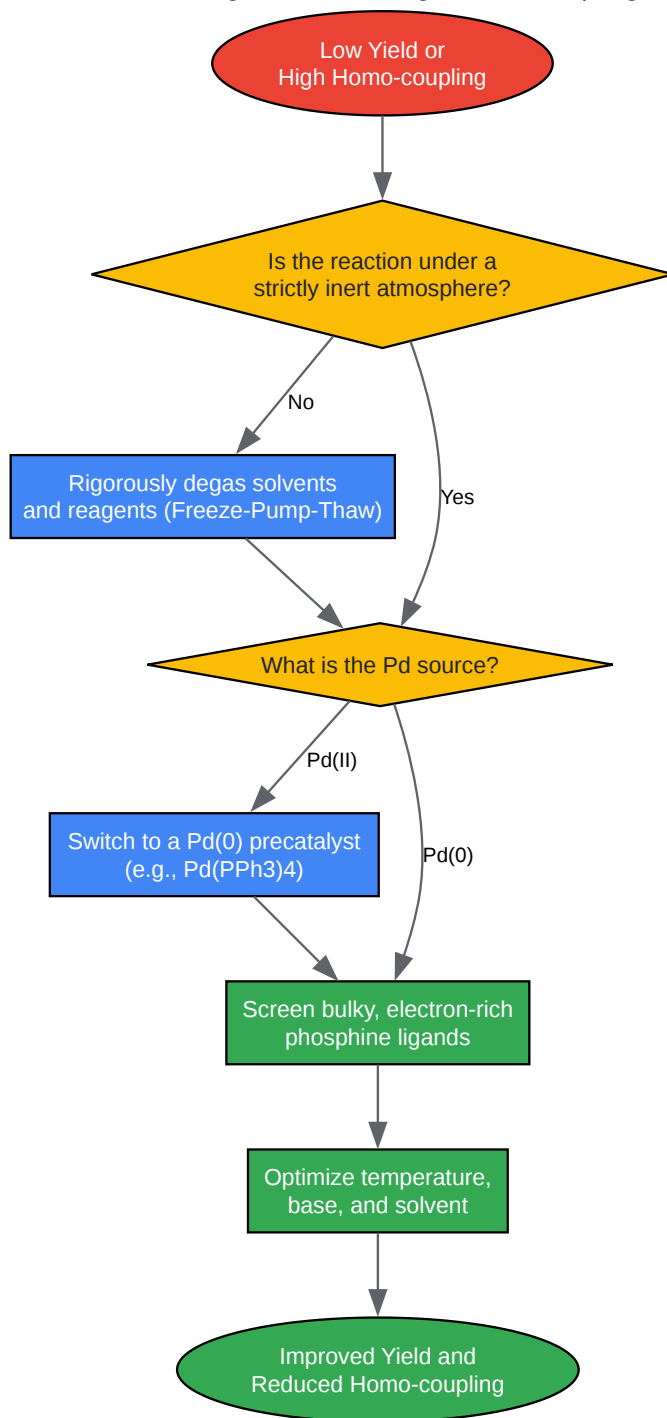 Low Yield or
High Homo-coupling
Is the reaction under a
strictly inert atmosphere?
No
Rigorously degas solvents
and reagents (Freeze-Pump-Thaw)
Yes
What is the Pd source?
Pd(II)
Switch to a Pd(0) precatalyst
(e.g., Pd(PPh3)4)
Pd(0)
Screen bulky, electron-rich
phosphine ligands
Optimize temperature,
base, and solvent
Improved Yield and
Reduced Homo-coupling